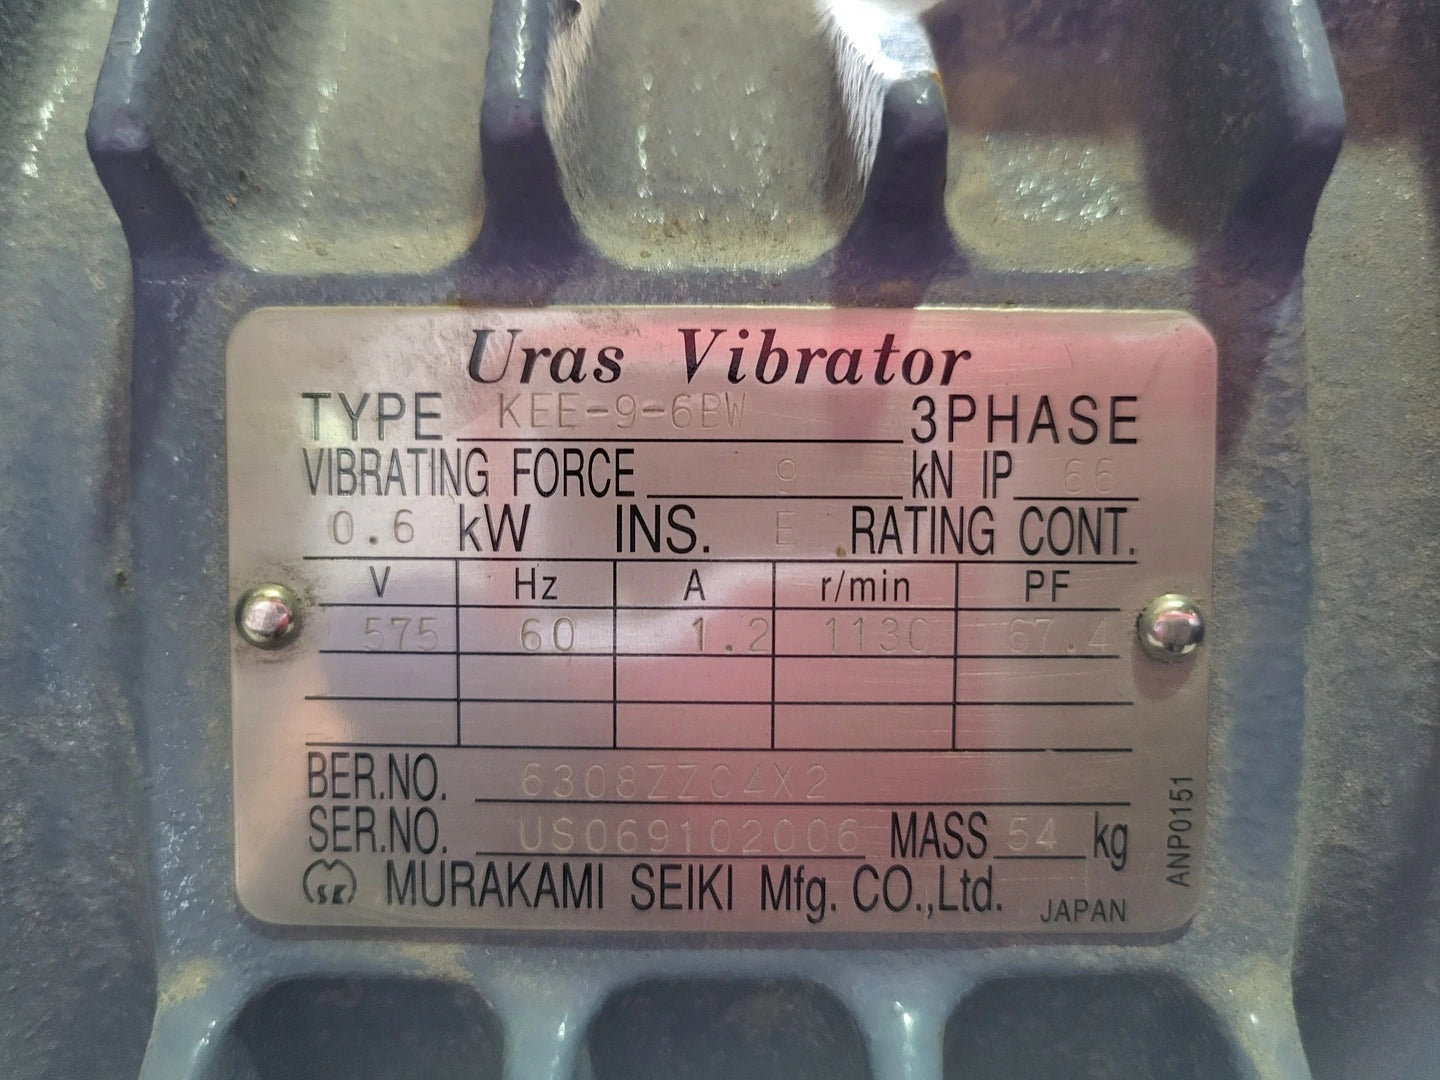 Uras Vibrator
TYPE KEE-9-6BW 3PHASE
VIBRATING FORCE 9 kN IP 66
0.6 kW INS. E RATING CONT.
V Hz A r/min PF
575 60 1.2 1130 67.4
BER.NO. 6308ZZC4X2
SER.NO. US069102006 MASS 54 kg
SK MURAKAMI SEIKI Mfg. CO.,Ltd. JAPAN
ANP0151